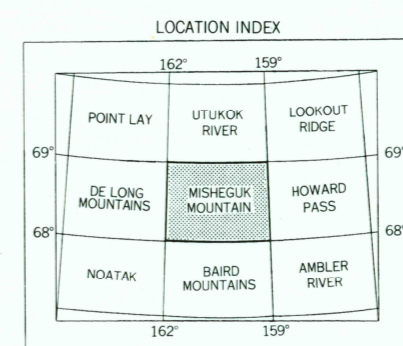 LOCATION INDEX
162° 159°
POINT LAY
UTUKOK
RIVER
LOOKOUT
RIDGE
69° 69°
DE LONG
MOUNTAINS
MISHEGUK
MOUNTAIN
HOWARD
PASS
68° 68°
NOATAK
BAIRD
MOUNTAINS
AMBLER
RIVER
162° 159°